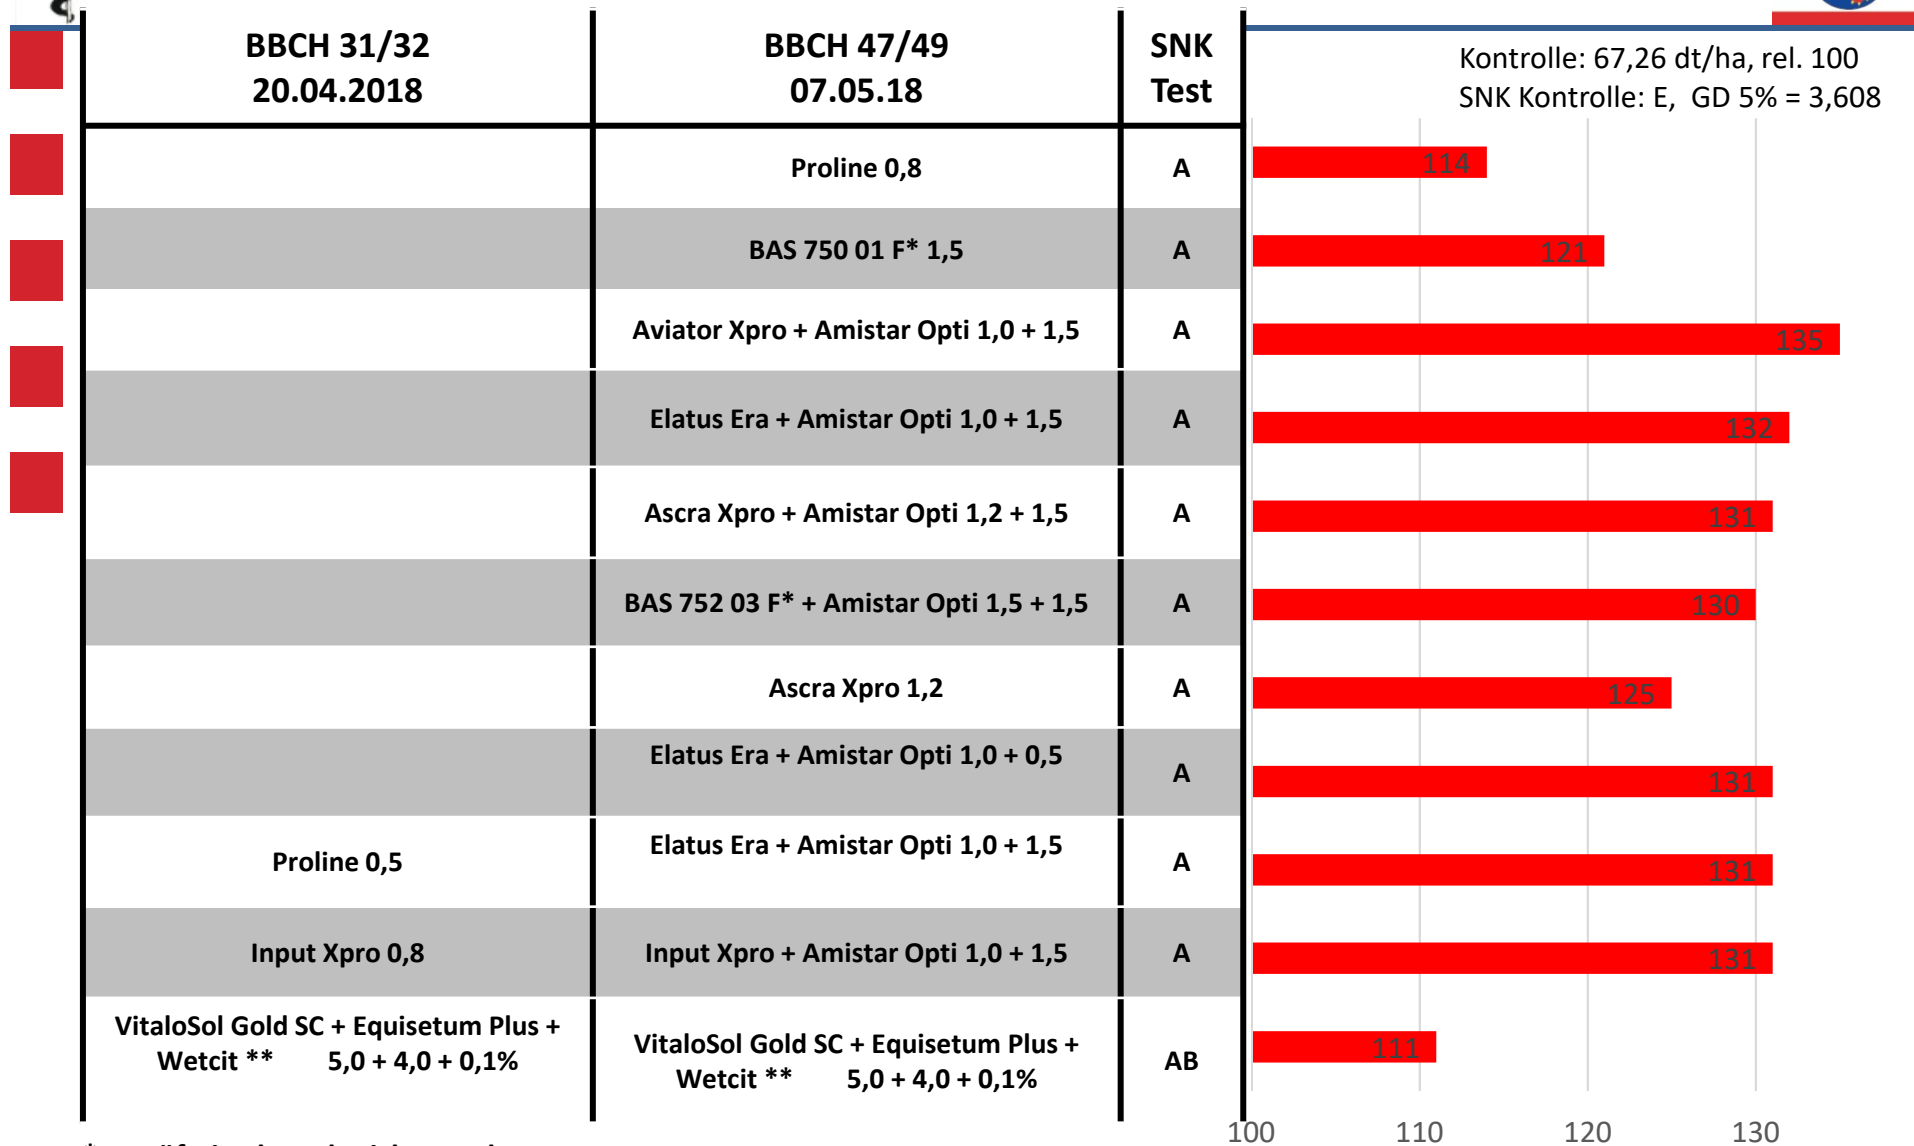 BBCH 31/32
20.04.2018
BBCH 47/49
07.05.18
SNK
Test
Kontrolle: 67,26 dt/ha, rel. 100
SNK Kontrolle: E, GD 5% = 3,608
Proline 0,8 A 114
BAS 750 01 F* 1,5 A 121
Aviator Xpro + Amistar Opti 1,0 + 1,5 A 135
Elatus Era + Amistar Opti 1,0 + 1,5 A 132
Ascra Xpro + Amistar Opti 1,2 + 1,5 A 131
BAS 752 03 F* + Amistar Opti 1,5 + 1,5 A 130
Ascra Xpro 1,2 A 125
Elatus Era + Amistar Opti 1,0 + 0,5 A 131
Proline 0,5 Elatus Era + Amistar Opti 1,0 + 1,5 A 131
Input Xpro 0,8 Input Xpro + Amistar Opti 1,0 + 1,5 A 131
VitaloSol Gold SC + Equisetum Plus +
Wetcit ** 5,0 + 4,0 + 0,1%
VitaloSol Gold SC + Equisetum Plus +
Wetcit ** 5,0 + 4,0 + 0,1%
AB 111
100 110 120 130